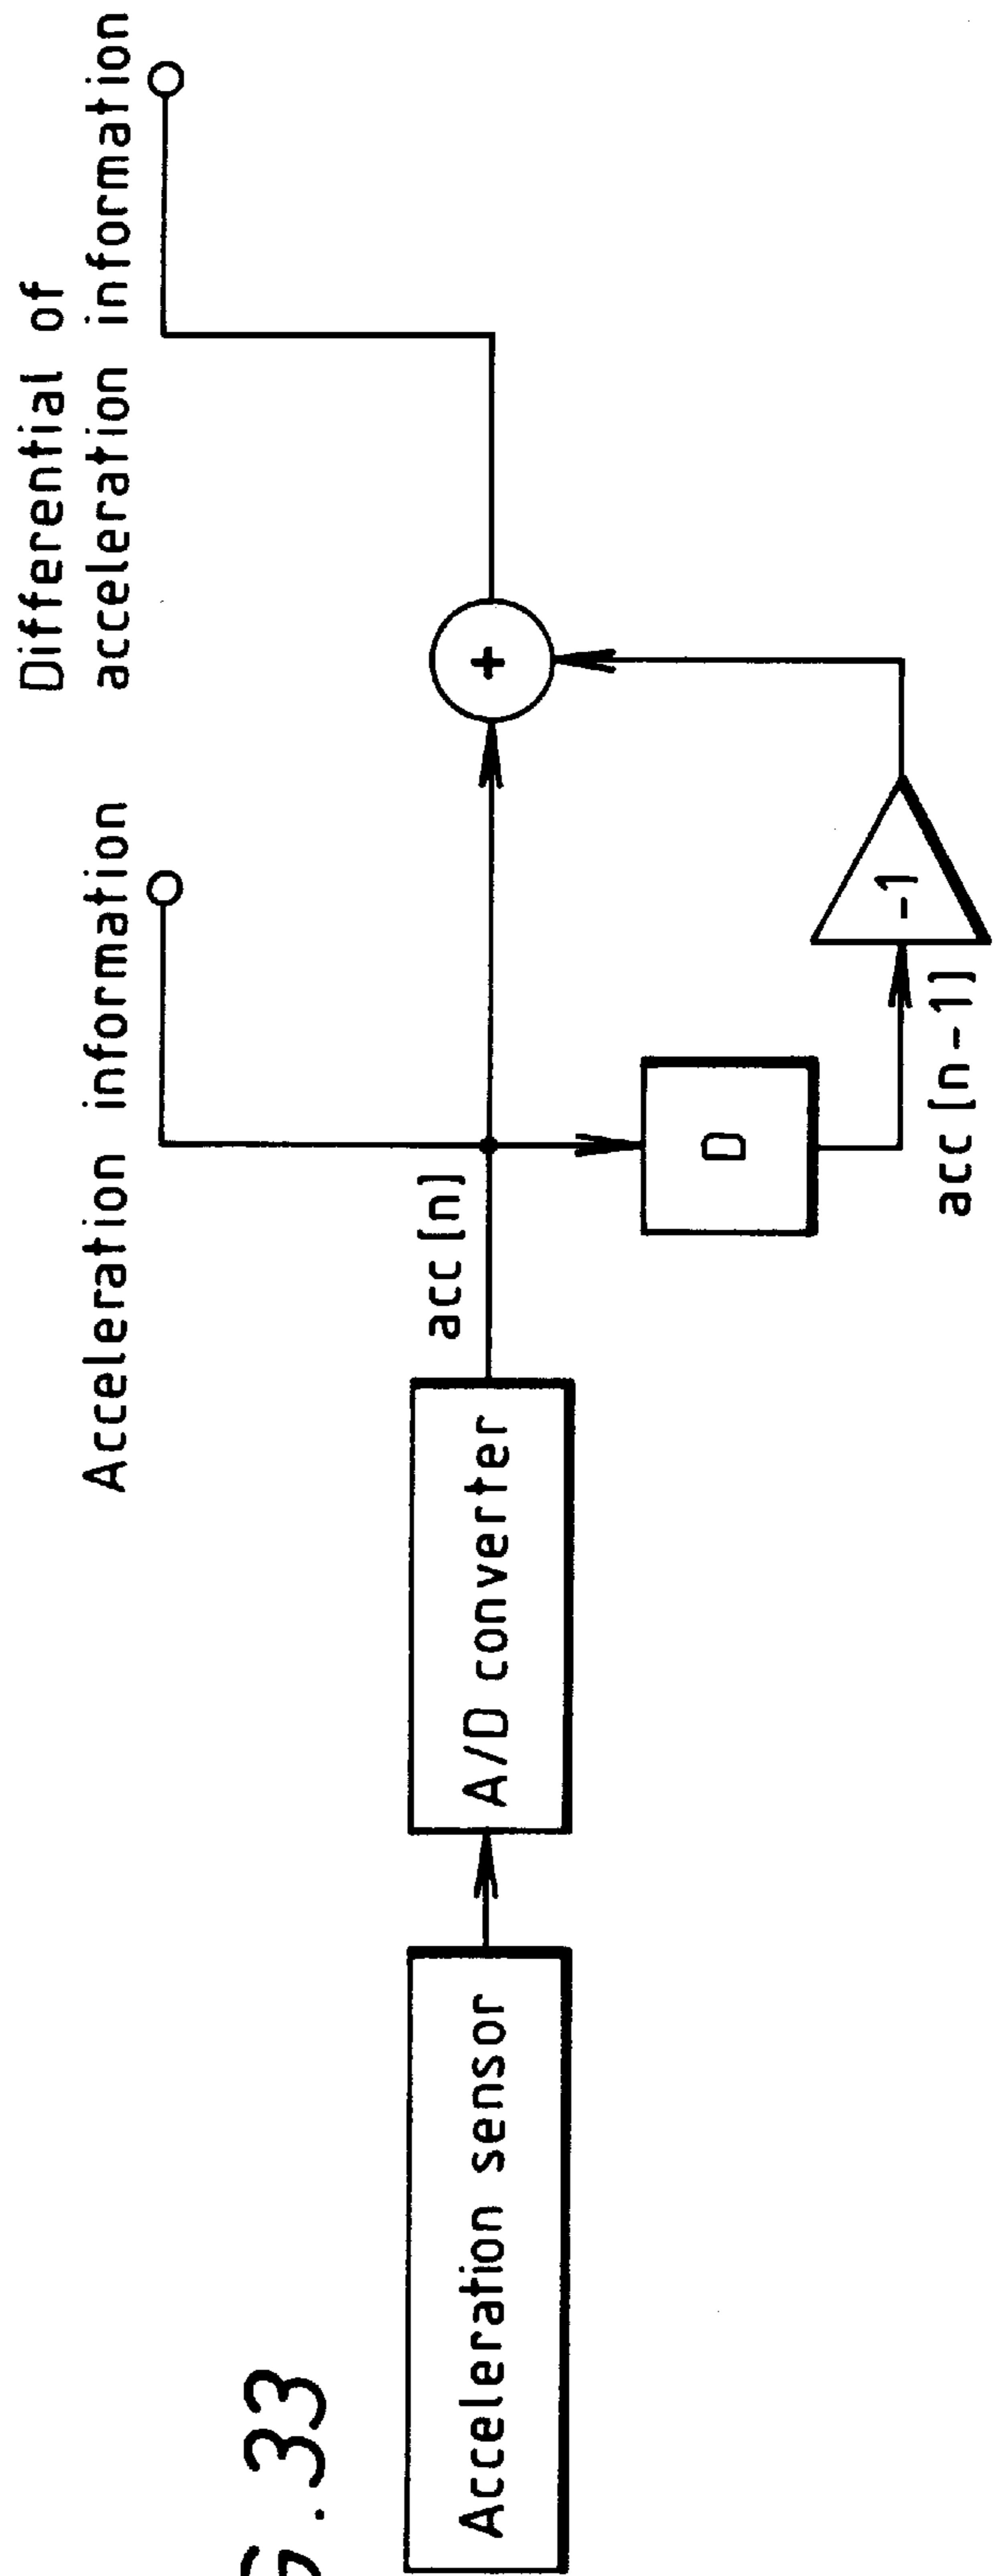 G.33
Acceleration sensor
A/D converter
acc [n]
Acceleration information
Differential of
acceleration information
+
D
-1
acc [n-1]